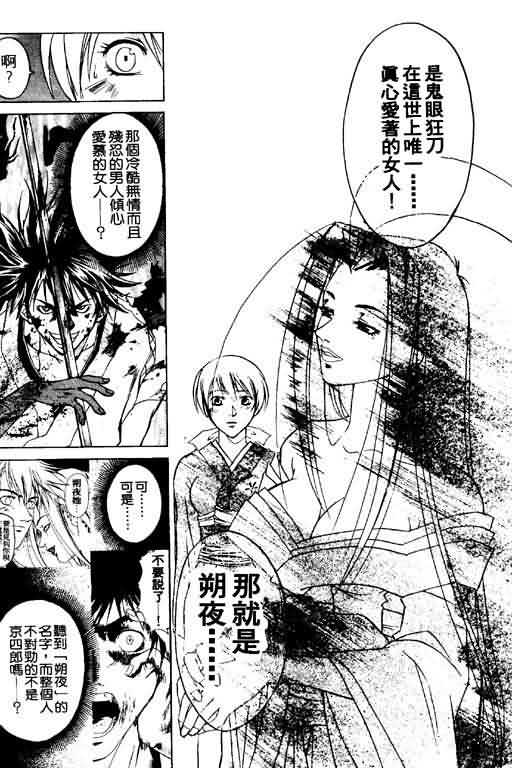 是鬼眼狂刀
在這世上唯一……
真心愛著的女人！
那就是
朔夜……
啊？
那個冷酷無情而且
殘忍的男人傾心
愛慕的女人——？
可……
可是……
朔夜她
不要說了！
聽到「朔夜」的
名字，而整個人
不對勁的不是
京四郎嗎——？